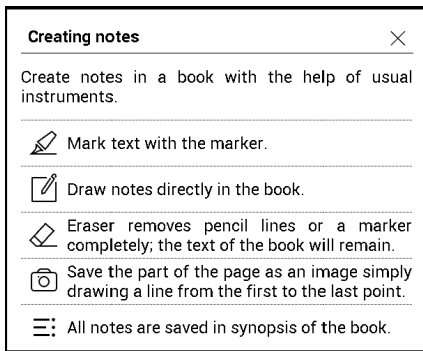 Creating notes
Create notes in a book with the help of usual
instruments.
Mark text with the marker.
Draw notes directly in the book.
Eraser removes pencil lines or a marker
completely; the text of the book will remain.
Save the part of the page as an image simply
drawing a line from the first to the last point.
All notes are saved in synopsis of the book.